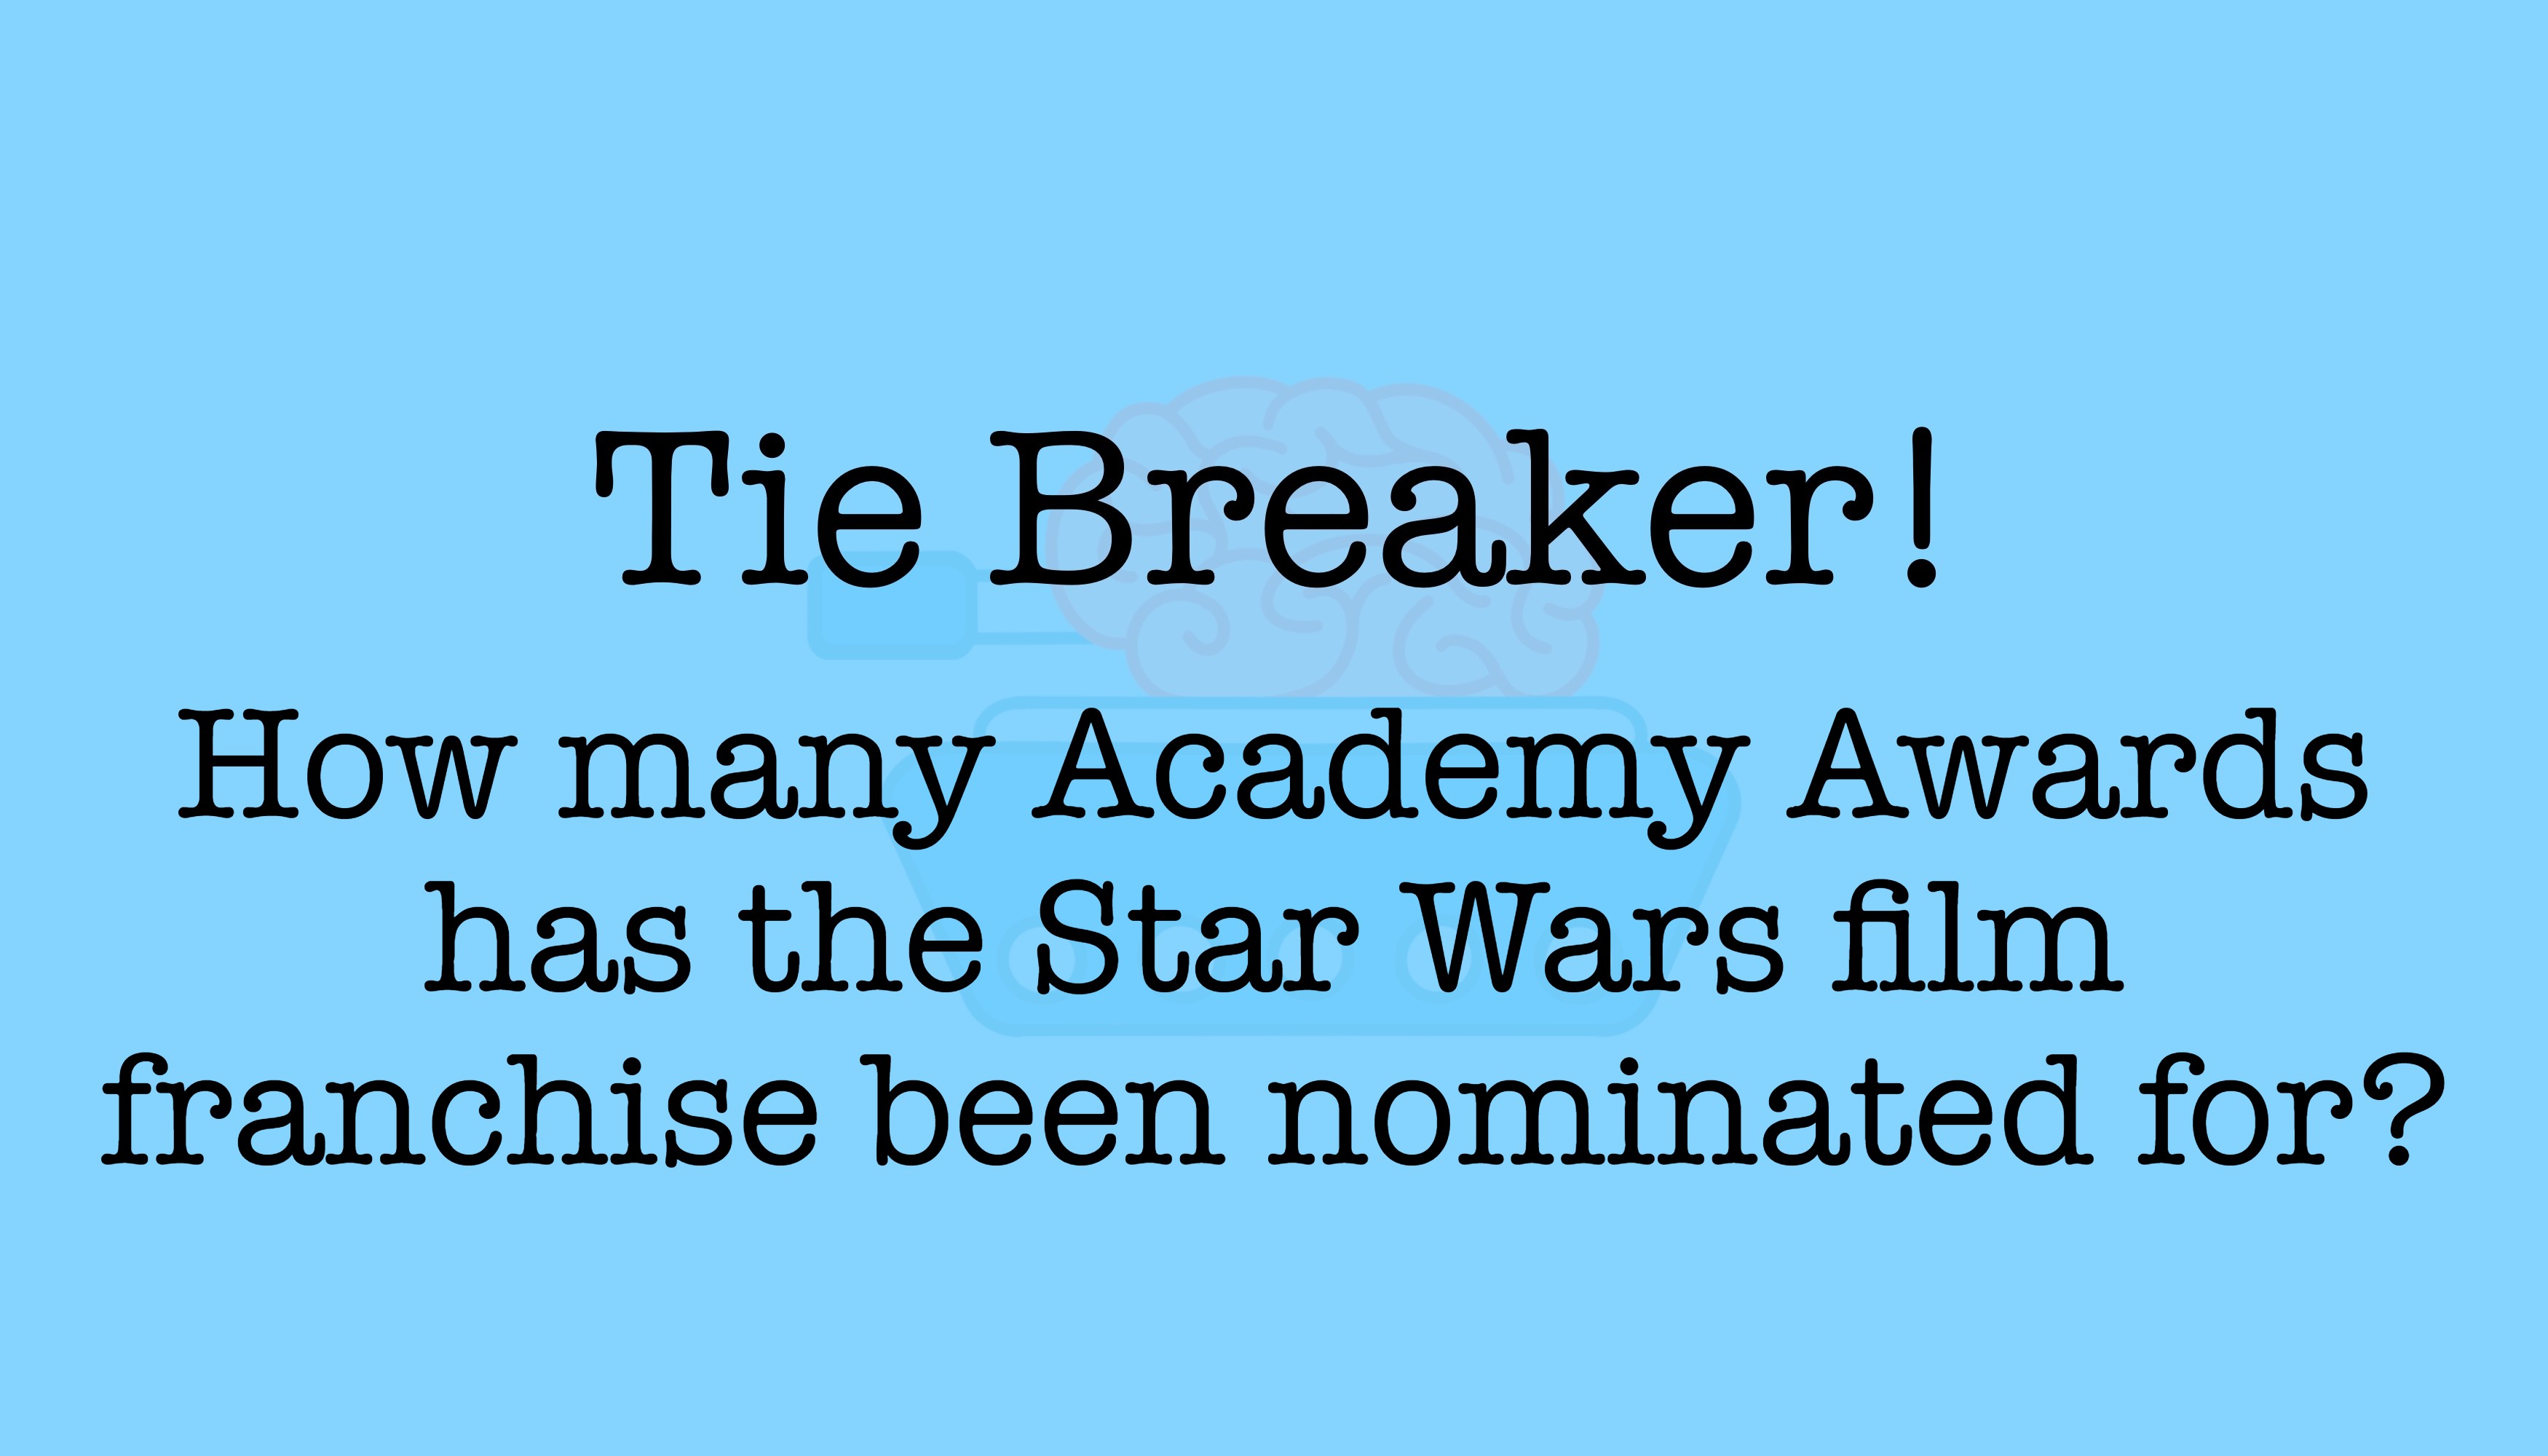 Tie Breaker!
How many Academy Awards
has the Star Wars film
franchise been nominated for?